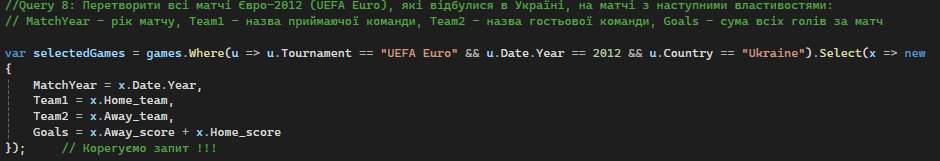 //Query 8: Перетворити всі матчі Євро-2012 (UEFA Euro), які відбулися в Україні, на матчі з наступними властивостями:
// MatchYear - рік матчу, Team1 - назва приймаючої команди, Team2 - назва гостьової команди, Goals - сума всіх голів за матч
var selectedGames = games.Where(u => u.Tournament == "UEFA Euro" && u.Date.Year == 2012 && u.Country == "Ukraine").Select(x => new
{
MatchYear = x.Date.Year,
Team1 = x.Home_team,
Team2 = x.Away_team,
Goals = x.Away_score + x.Home_score
}); // Корегуємо запит !!!